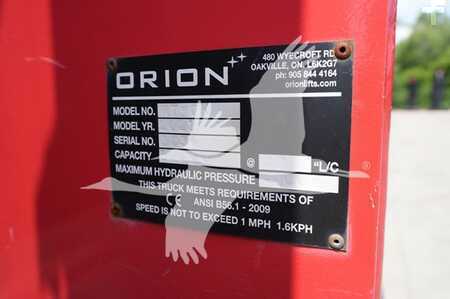 ORION
480 WYECROFT RD
OAKVILLE, ON. L6K2G7
ph: 905 844 4164
orionlifts.com
MODEL NO.
MODEL YR.
SERIAL NO.
CAPACITY @ "L/C
MAXIMUM HYDRAULIC PRESSURE
THIS TRUCK MEETS REQUIREMENTS OF
CE ANSI B56.1 - 2009
SPEED IS NOT TO EXCEED 1 MPH 1.6KPH